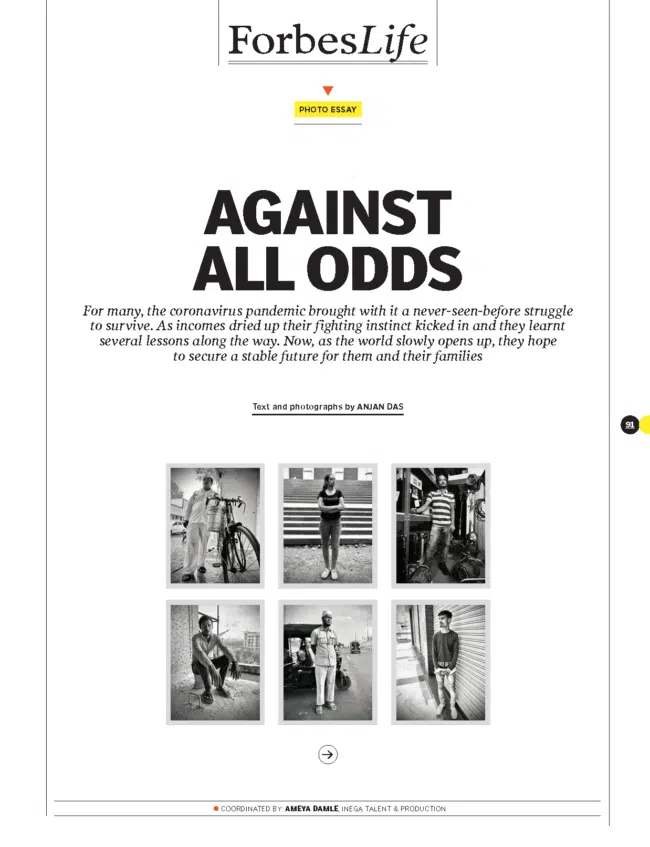 ForbesLife
PHOTO ESSAY
AGAINST
ALL ODDS
For many, the coronavirus pandemic brought with it a never-seen-before struggle
to survive. As incomes dried up their fighting instinct kicked in and they learnt
several lessons along the way. Now, as the world slowly opens up, they hope
to secure a stable future for them and their families
Text and photographs by ANJAN DAS
91
COORDINATED BY: AMEYA DAMLE, INEGA TALENT & PRODUCTION